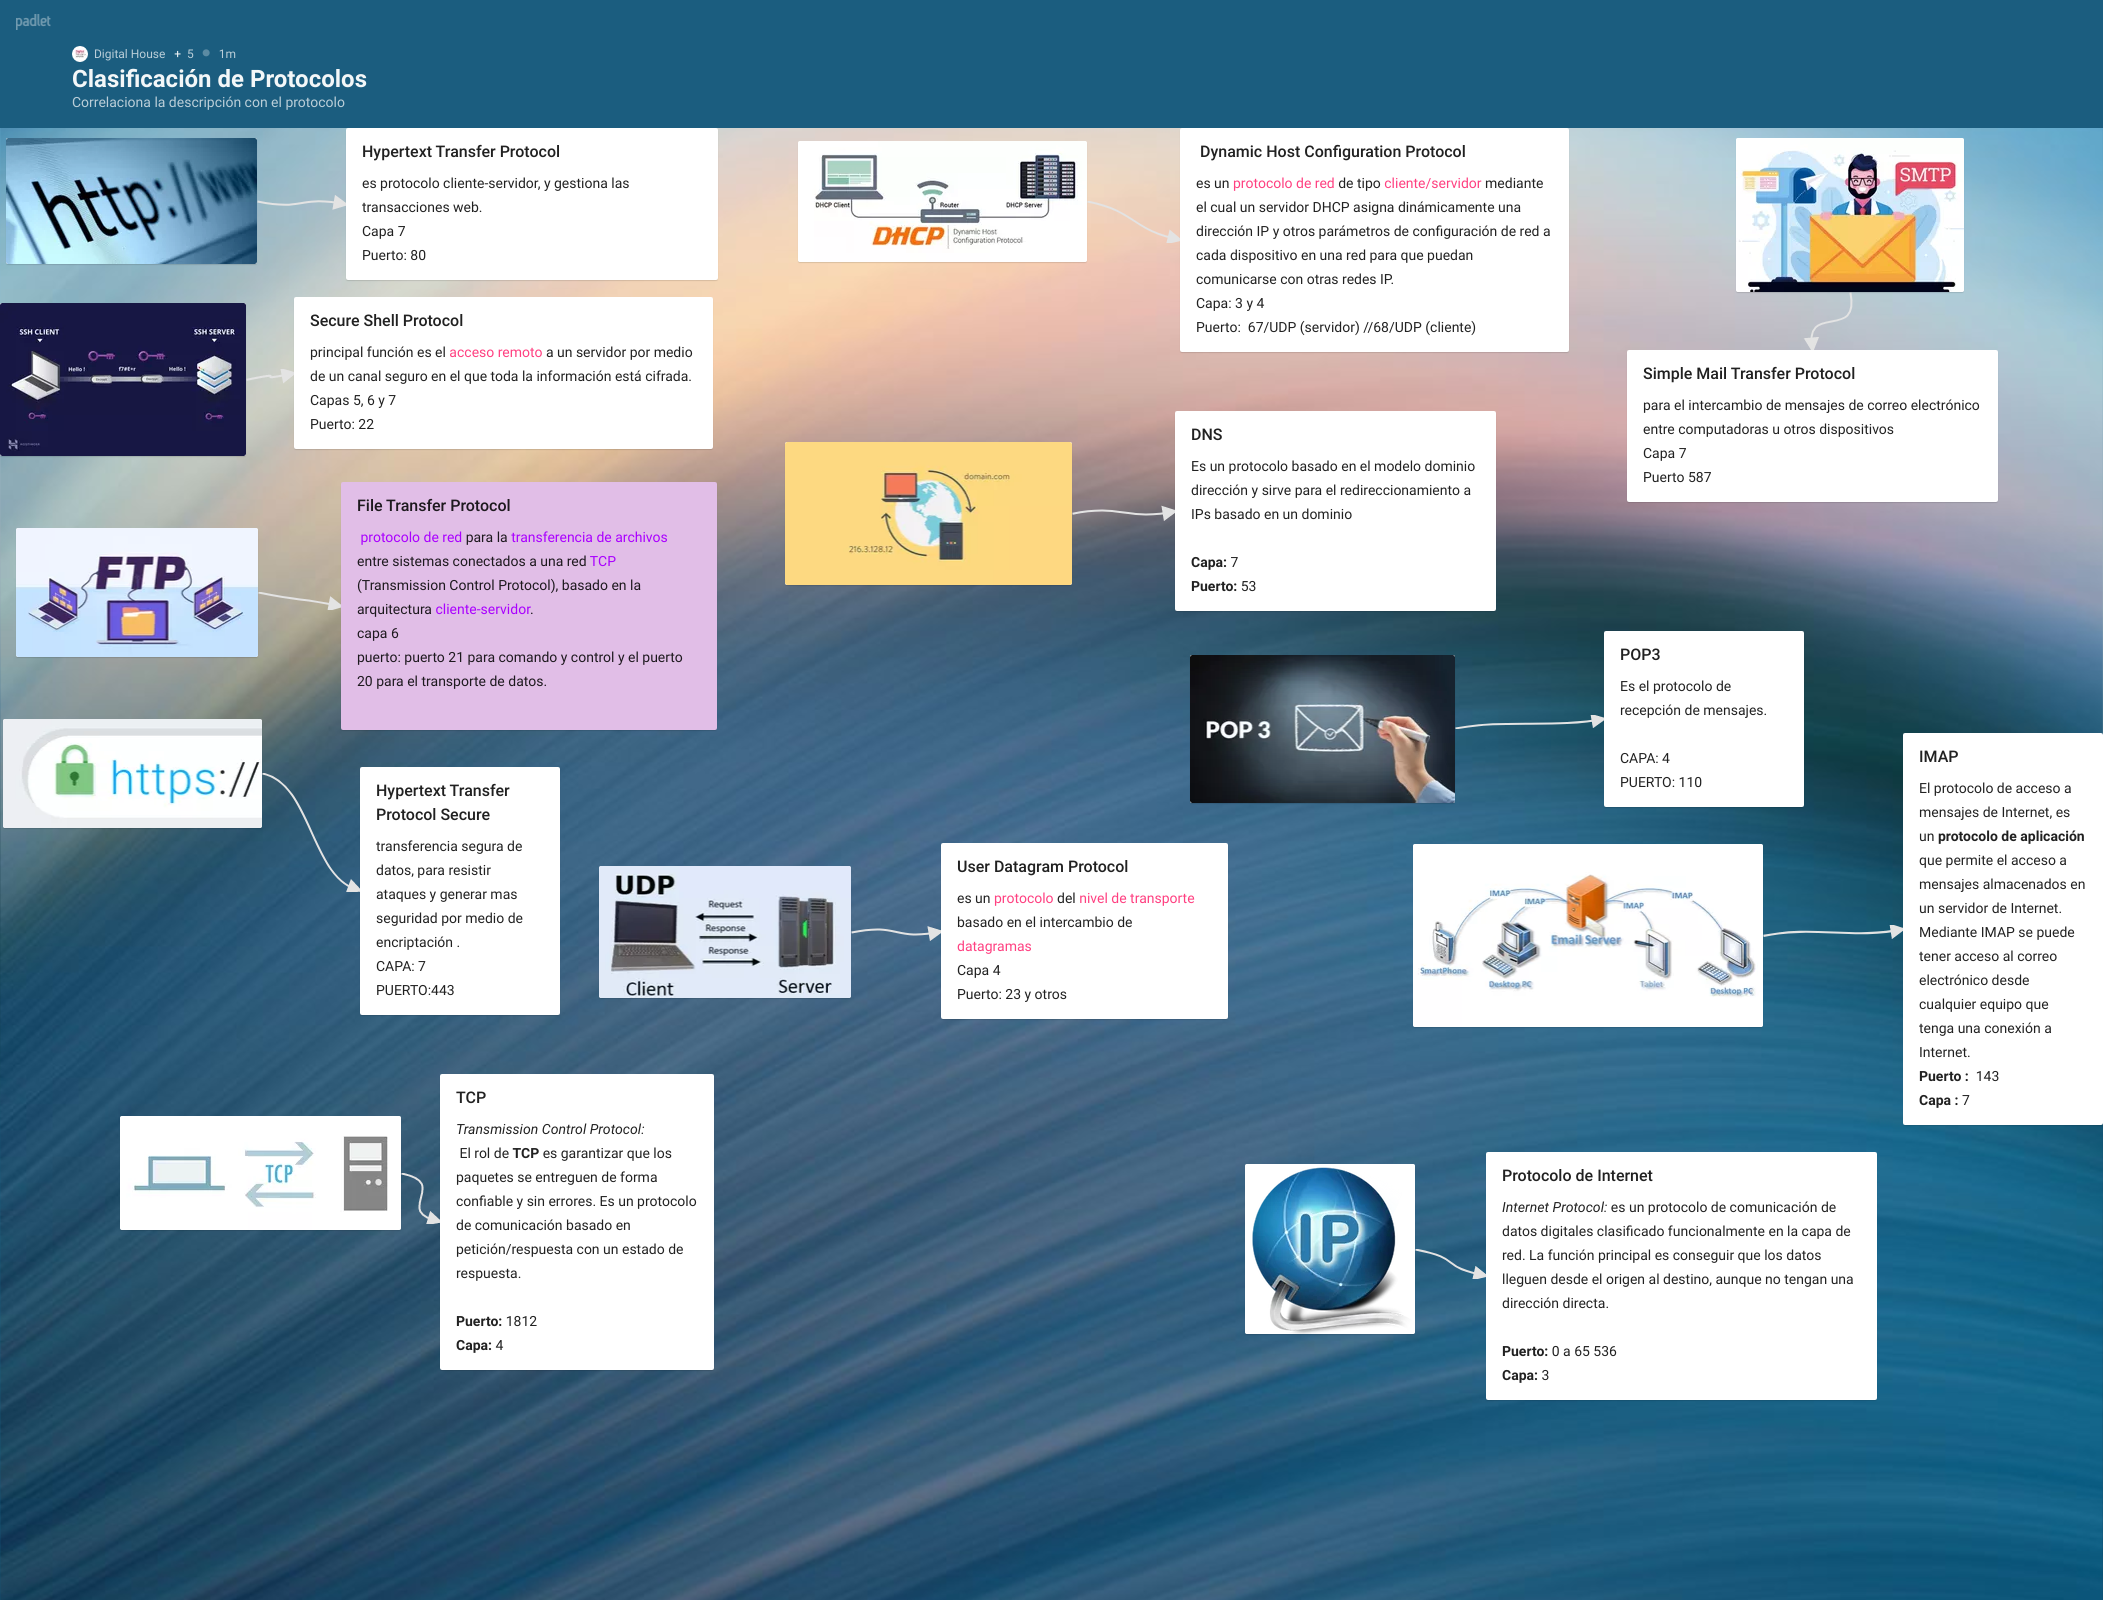 padlet
Digital House + 5 1m
Clasificación de Protocolos
Correlaciona la descripción con el protocolo
http://www
Hypertext Transfer Protocol
es protocolo cliente-servidor, y gestiona las
transacciones web.
Capa 7
Puerto: 80
SSH CLIENT
SSH SERVER
Hello !
Hello !
Secure Shell Protocol
principal función es el acceso remoto a un servidor por medio
de un canal seguro en el que toda la información está cifrada.
Capas 5, 6 y 7
Puerto: 22
FTP
File Transfer Protocol
protocolo de red para la transferencia de archivos
entre sistemas conectados a una red TCP
(Transmission Control Protocol), basado en la
arquitectura cliente-servidor.
capa 6
puerto: puerto 21 para comando y control y el puerto
20 para el transporte de datos.
https://
Hypertext Transfer
Protocol Secure
transferencia segura de
datos, para resistir
ataques y generar mas
seguridad por medio de
encriptación .
CAPA: 7
PUERTO:443
TCP
TCP
Transmission Control Protocol:
El rol de TCP es garantizar que los
paquetes se entreguen de forma
confiable y sin errores. Es un protocolo
de comunicación basado en
petición/respuesta con un estado de
respuesta.
Puerto: 1812
Capa: 4
DHCP Client
Router
DHCP Server
DHCP
Dynamic Host
Configuration Protocol
Dynamic Host Configuration Protocol
es un protocolo de red de tipo cliente/servidor mediante
el cual un servidor DHCP asigna dinámicamente una
dirección IP y otros parámetros de configuración de red a
cada dispositivo en una red para que puedan
comunicarse con otras redes IP.
Capa: 3 y 4
Puerto: 67/UDP (servidor) //68/UDP (cliente)
domain.com
216.3.128.12
DNS
Es un protocolo basado en el modelo dominio
dirección y sirve para el redireccionamiento a
IPs basado en un dominio
Capa: 7
Puerto: 53
UDP
Request
Response
Response
Client
Server
User Datagram Protocol
es un protocolo del nivel de transporte
basado en el intercambio de
datagramas
Capa 4
Puerto: 23 y otros
SMTP
Simple Mail Transfer Protocol
para el intercambio de mensajes de correo electrónico
entre computadoras u otros dispositivos
Capa 7
Puerto 587
POP 3
POP3
Es el protocolo de
recepción de mensajes.
CAPA: 4
PUERTO: 110
IMAP
IMAP
IMAP
IMAP
Email Server
SmartPhone
Desktop PC
Tablet
Desktop PC
IMAP
El protocolo de acceso a
mensajes de Internet, es
un protocolo de aplicación
que permite el acceso a
mensajes almacenados en
un servidor de Internet.
Mediante IMAP se puede
tener acceso al correo
electrónico desde
cualquier equipo que
tenga una conexión a
Internet.
Puerto : 143
Capa : 7
IP
Protocolo de Internet
Internet Protocol: es un protocolo de comunicación de
datos digitales clasificado funcionalmente en la capa de
red. La función principal es conseguir que los datos
lleguen desde el origen al destino, aunque no tengan una
dirección directa.
Puerto: 0 a 65 536
Capa: 3